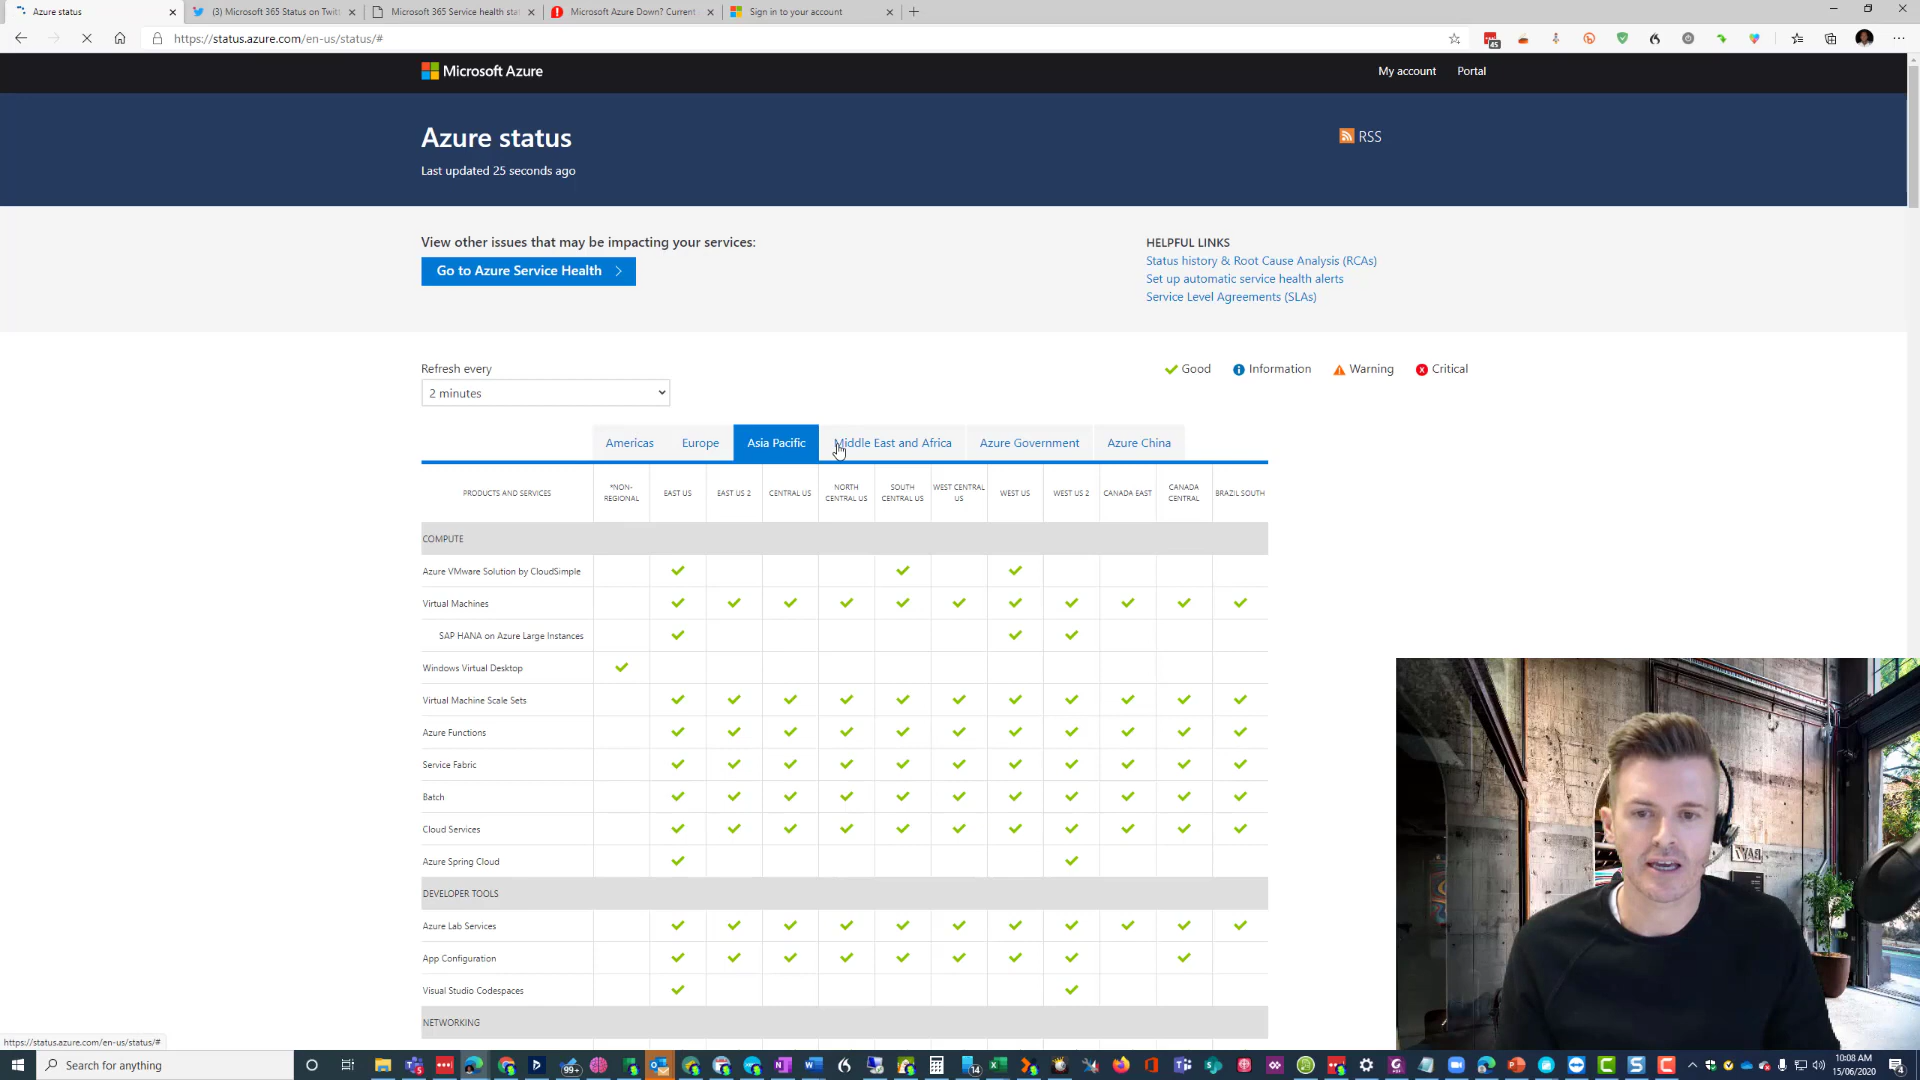 Azure status
(3) Microsoft 365 Status on Twitt
Microsoft 365 Service health stat
Microsoft Azure Down? Current
Sign in to your account
https://status.azure.com/en-us/status/#
45
Microsoft Azure
My account
Portal
Azure status
RSS
Last updated 25 seconds ago
View other issues that may be impacting your services:
Go to Azure Service Health
HELPFUL LINKS
Status history & Root Cause Analysis (RCAs)
Set up automatic service health alerts
Service Level Agreements (SLAs)
Refresh every
2 minutes
Good
Information
Warning
Critical
Americas
Europe
Asia Pacific
Middle East and Africa
Azure Government
Azure China
PRODUCTS AND SERVICES
*NON-
REGIONAL
EAST US
EAST US 2
CENTRAL US
NORTH
CENTRAL US
SOUTH
CENTRAL US
WEST CENTRAL
US
WEST US
WEST US 2
CANADA EAST
CANADA
CENTRAL
BRAZIL SOUTH
COMPUTE
Azure VMware Solution by CloudSimple
Virtual Machines
SAP HANA on Azure Large Instances
Windows Virtual Desktop
Virtual Machine Scale Sets
Azure Functions
Service Fabric
Batch
Cloud Services
Azure Spring Cloud
DEVELOPER TOOLS
Azure Lab Services
App Configuration
Visual Studio Codespaces
NETWORKING
https://status.azure.com/en-us/status/#
Search for anything
99+
14
10:08 AM
15/06/2020
4